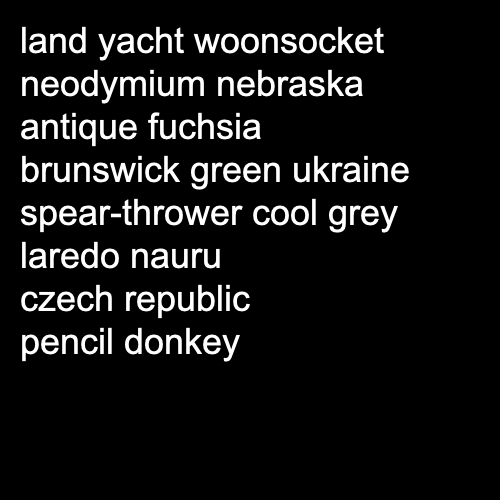 land yacht woonsocket
neodymium nebraska
antique fuchsia
brunswick green ukraine
spear-thrower cool grey
laredo nauru
czech republic
pencil donkey